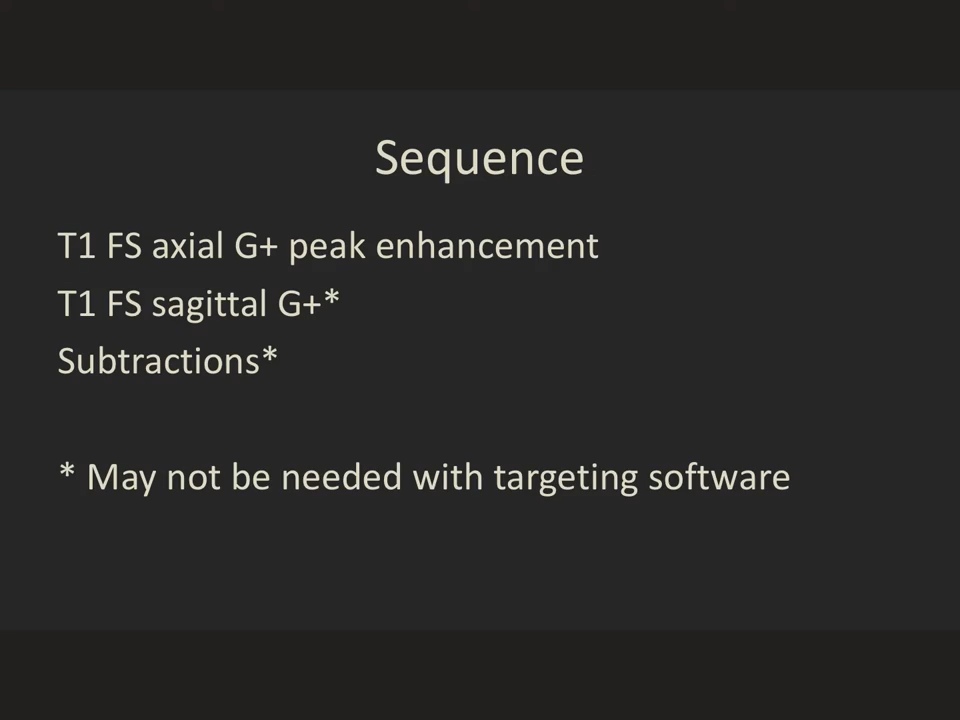 Sequence
T1 FS axial G+ peak enhancement
T1 FS sagittal G+*
Subtractions*
* May not be needed with targeting software